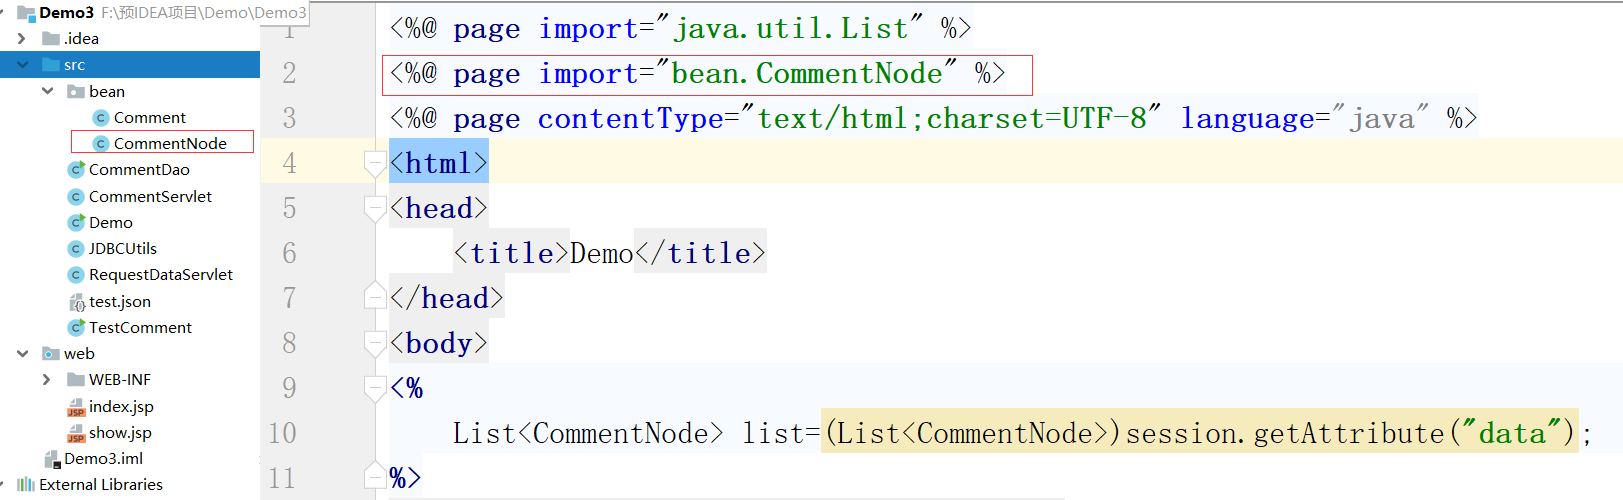 Demo3 F:\预IDEA项目\Demo\Demo3
.idea
src
bean
Comment
CommentNode
CommentDao
CommentServlet
Demo
JDBCUtils
RequestDataServlet
test.json
TestComment
web
WEB-INF
index.jsp
show.jsp
Demo3.iml
External Libraries
1 <%@ page import="java.util.List" %>
2 <%@ page import="bean.CommentNode" %>
3 <%@ page contentType="text/html;charset=UTF-8" language="java" %>
4 <html>
5 <head>
6 <title>Demo</title>
7 </head>
8 <body>
9 <%
10 List<CommentNode> list=(List<CommentNode>)session.getAttribute("data");
11 %>